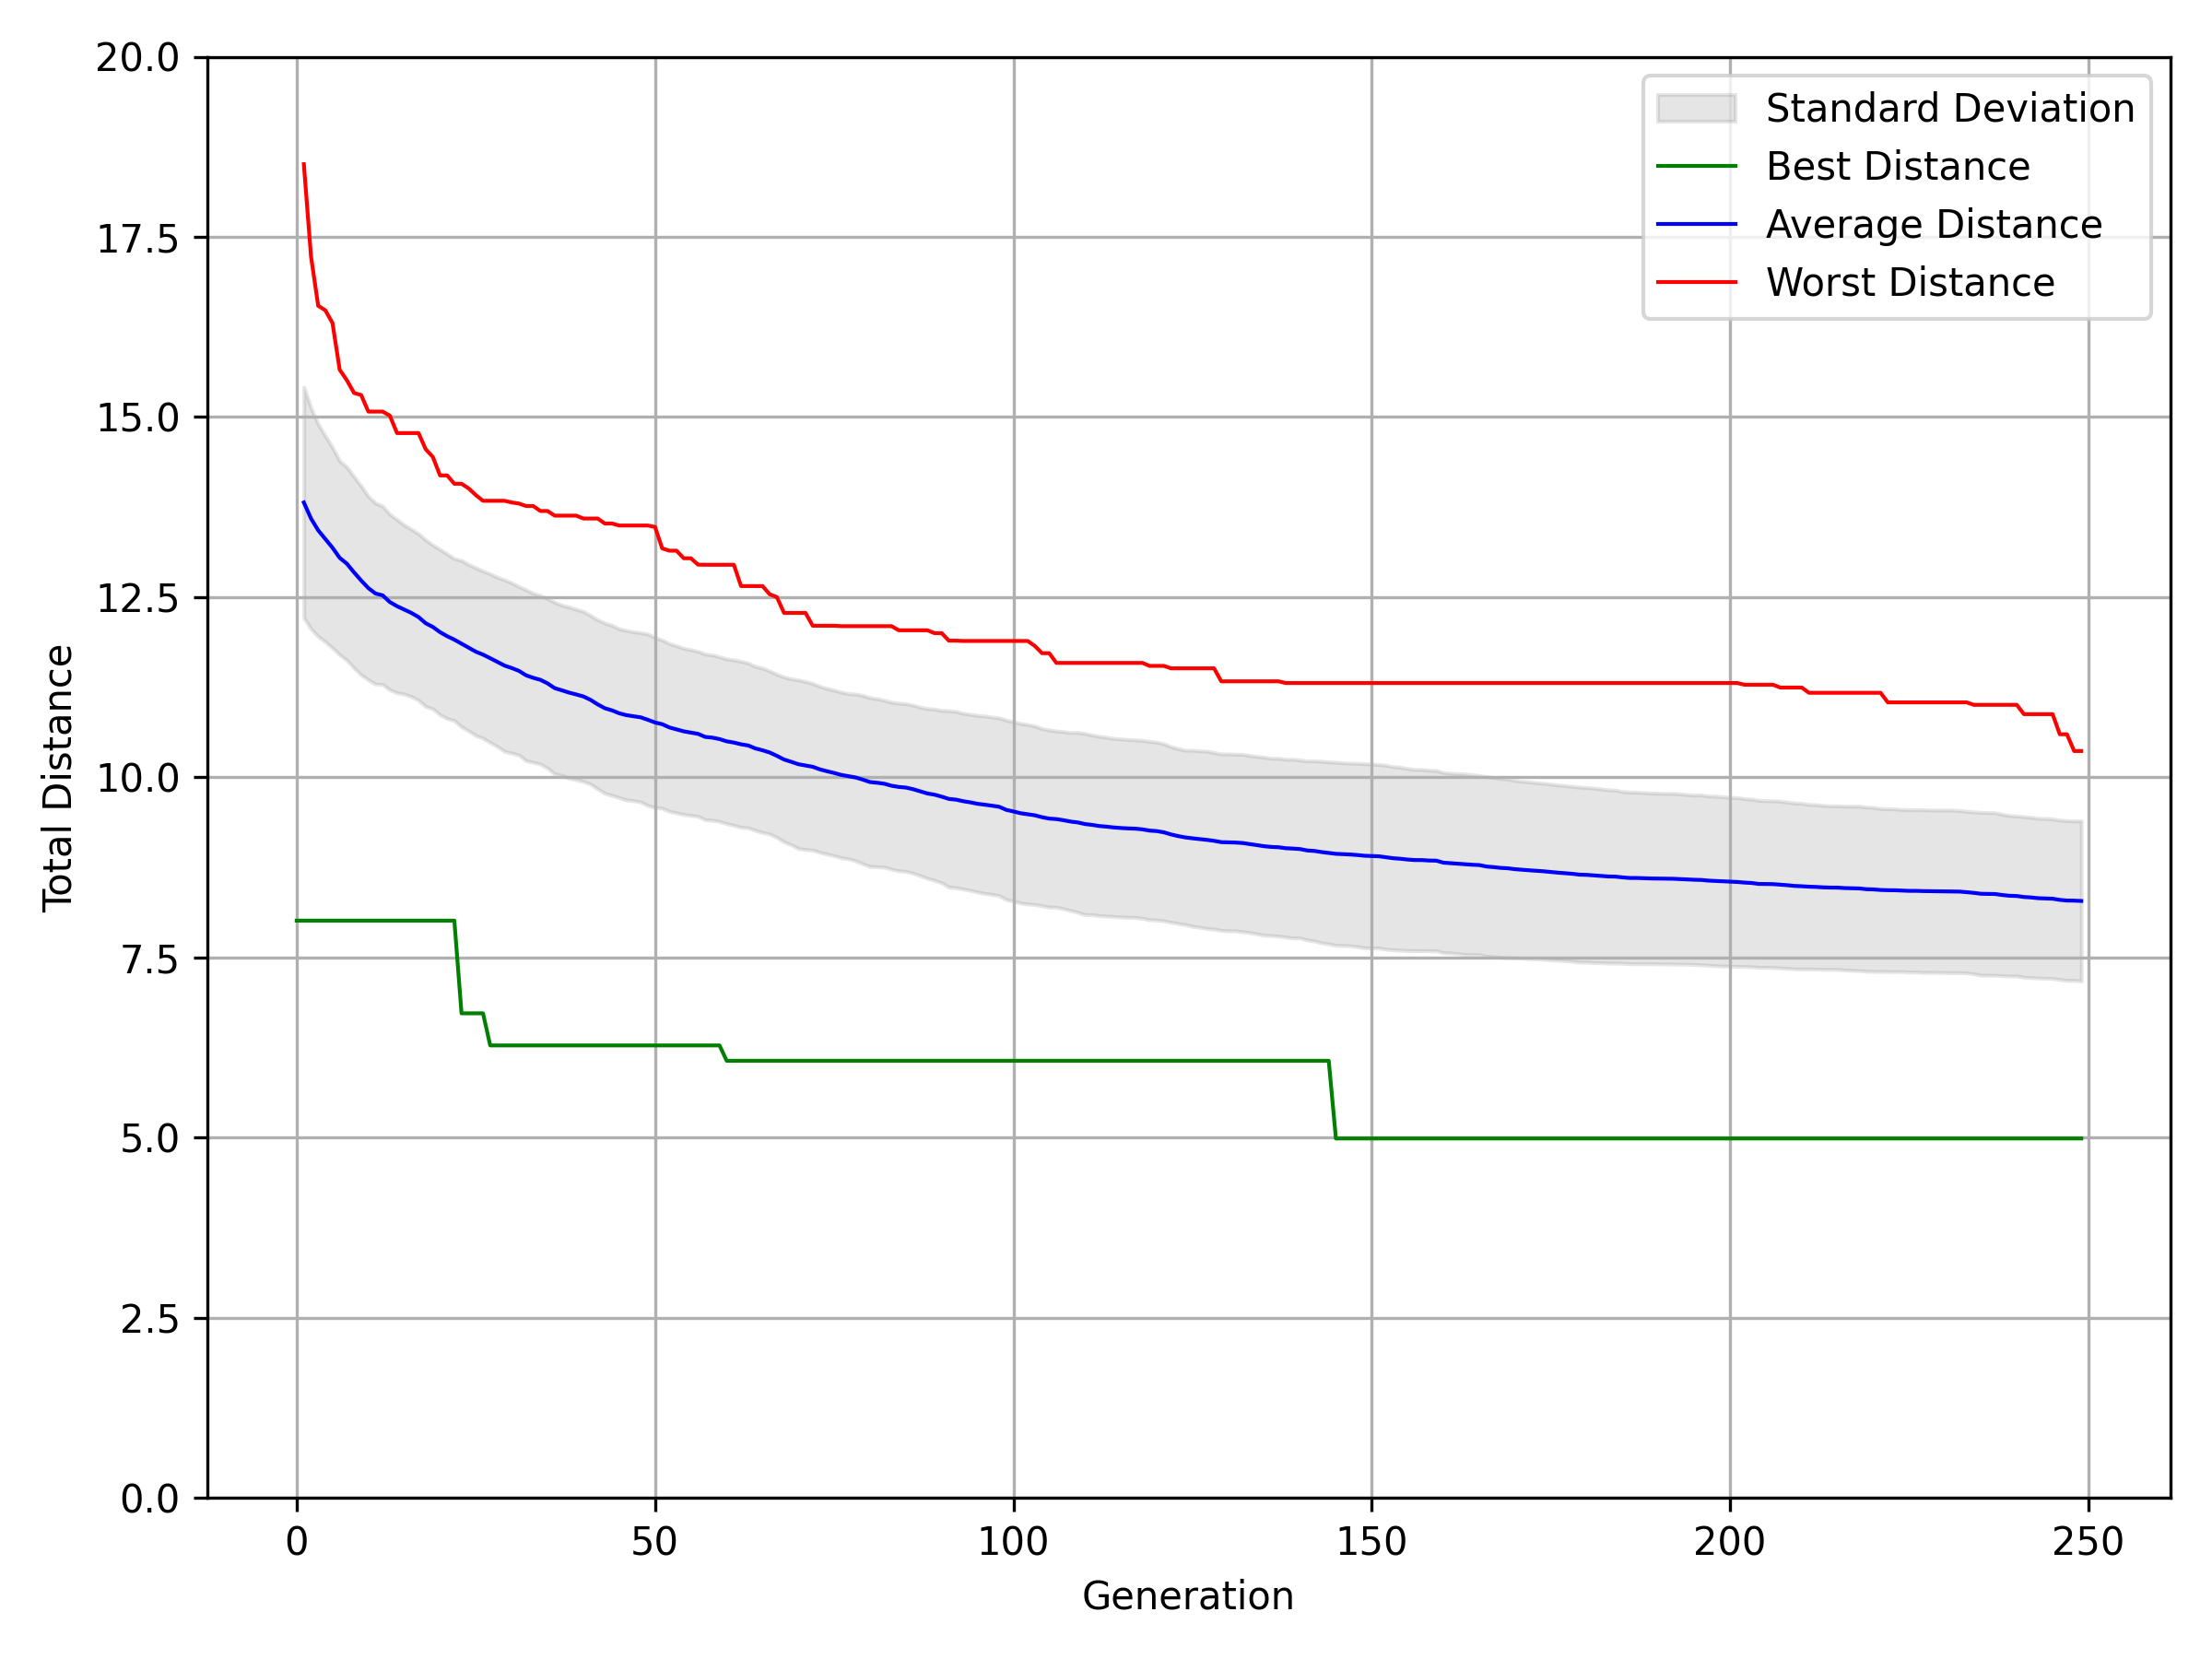 20.0
17.5
15.0
12.5
10.0
7.5
5.0
2.5
0.0
Total Distance
Standard Deviation
Best Distance
Average Distance
Worst Distance
0 50 100 150 200 250
Generation